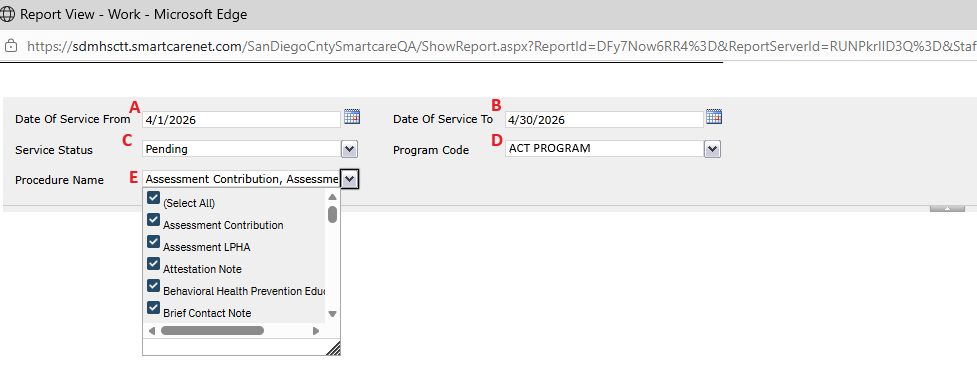 Report View - Work - Microsoft Edge
https://sdmhsctt.smartcarenet.com/SanDiegoCntySmartcareQA/ShowReport.aspx?ReportId=DFy7Now6RR4%3D&ReportServerId=RUNPkrIID3Q%3D&Staf
Date Of Service From A 4/1/2026 Date Of Service To B 4/30/2026
Service Status C Pending Program Code D ACT PROGRAM
Procedure Name E Assessment Contribution, Assessme
(Select All)
Assessment Contribution
Assessment LPHA
Attestation Note
Behavioral Health Prevention Educ
Brief Contact Note